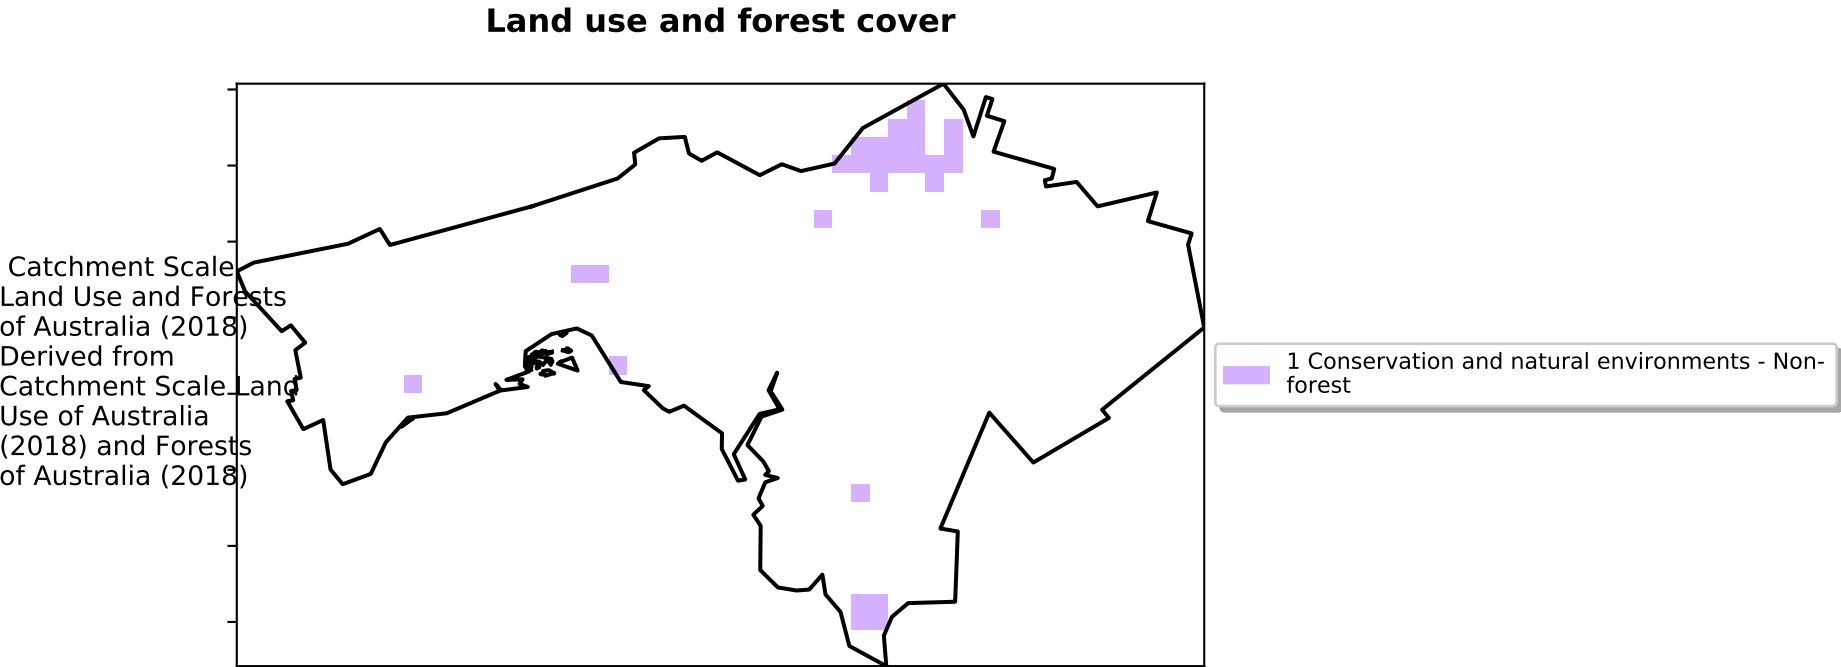 Land use and forest cover
Catchment Scale
Land Use and Forests
of Australia (2018)
Derived from
Catchment Scale Land
Use of Australia
(2018) and Forests
of Australia (2018)
1 Conservation and natural environments - Non-
forest